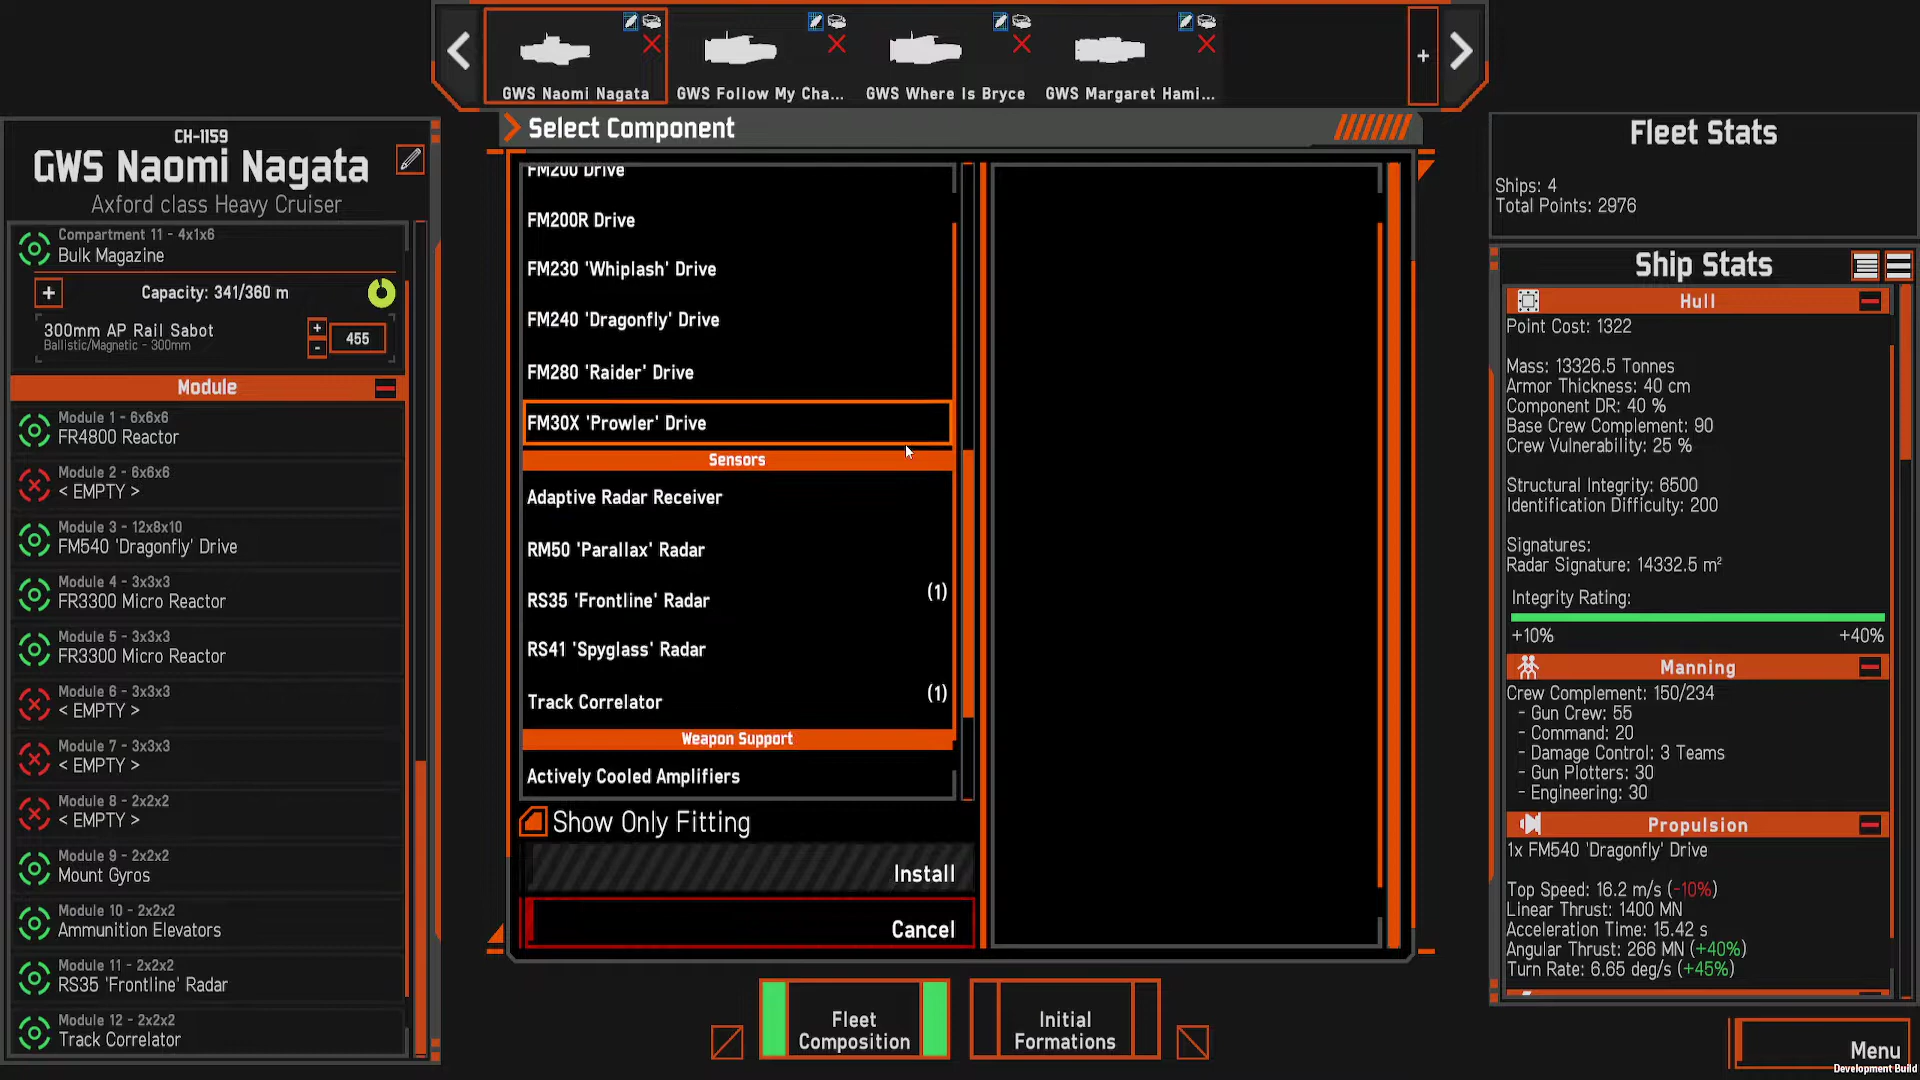 GWS Naomi Nagata
GWS Follow My Cha...
GWS Where Is Bryce
GWS Margaret Hami...
+
CH-1159
GWS Naomi Nagata
Axford class Heavy Cruiser
Compartment 11 - 4x1x6
Bulk Magazine
+
Capacity: 341/360 m
300mm AP Rail Sabot
Ballistic/Magnetic - 300mm
+
-
455
Module
Module 1 - 6x6x6
FR4800 Reactor
Module 2 - 6x6x6
< EMPTY >
Module 3 - 12x8x10
FM540 'Dragonfly' Drive
Module 4 - 3x3x3
FR3300 Micro Reactor
Module 5 - 3x3x3
FR3300 Micro Reactor
Module 6 - 3x3x3
< EMPTY >
Module 7 - 3x3x3
< EMPTY >
Module 8 - 2x2x2
< EMPTY >
Module 9 - 2x2x2
Mount Gyros
Module 10 - 2x2x2
Ammunition Elevators
Module 11 - 2x2x2
RS35 'Frontline' Radar
Module 12 - 2x2x2
Track Correlator
Select Component
FM200 Drive
FM200R Drive
FM230 'Whiplash' Drive
FM240 'Dragonfly' Drive
FM280 'Raider' Drive
FM30X 'Prowler' Drive
Sensors
Adaptive Radar Receiver
RM50 'Parallax' Radar
RS35 'Frontline' Radar (1)
RS41 'Spyglass' Radar
Track Correlator (1)
Weapon Support
Actively Cooled Amplifiers
Show Only Fitting
Install
Cancel
Fleet
Composition
Initial
Formations
Fleet Stats
Ships: 4
Total Points: 2976
Ship Stats
Hull
Point Cost: 1322
Mass: 13326.5 Tonnes
Armor Thickness: 40 cm
Component DR: 40 %
Base Crew Complement: 90
Crew Vulnerability: 25 %
Structural Integrity: 6500
Identification Difficulty: 200
Signatures:
Radar Signature: 14332.5 m²
Integrity Rating:
+10% +40%
Manning
Crew Complement: 150/234
- Gun Crew: 55
- Command: 20
- Damage Control: 3 Teams
- Gun Plotters: 30
- Engineering: 30
Propulsion
1x FM540 'Dragonfly' Drive
Top Speed: 16.2 m/s (-10%)
Linear Thrust: 1400 MN
Acceleration Time: 15.42 s
Angular Thrust: 266 MN (+40%)
Turn Rate: 6.65 deg/s (+45%)
Menu
Development Build